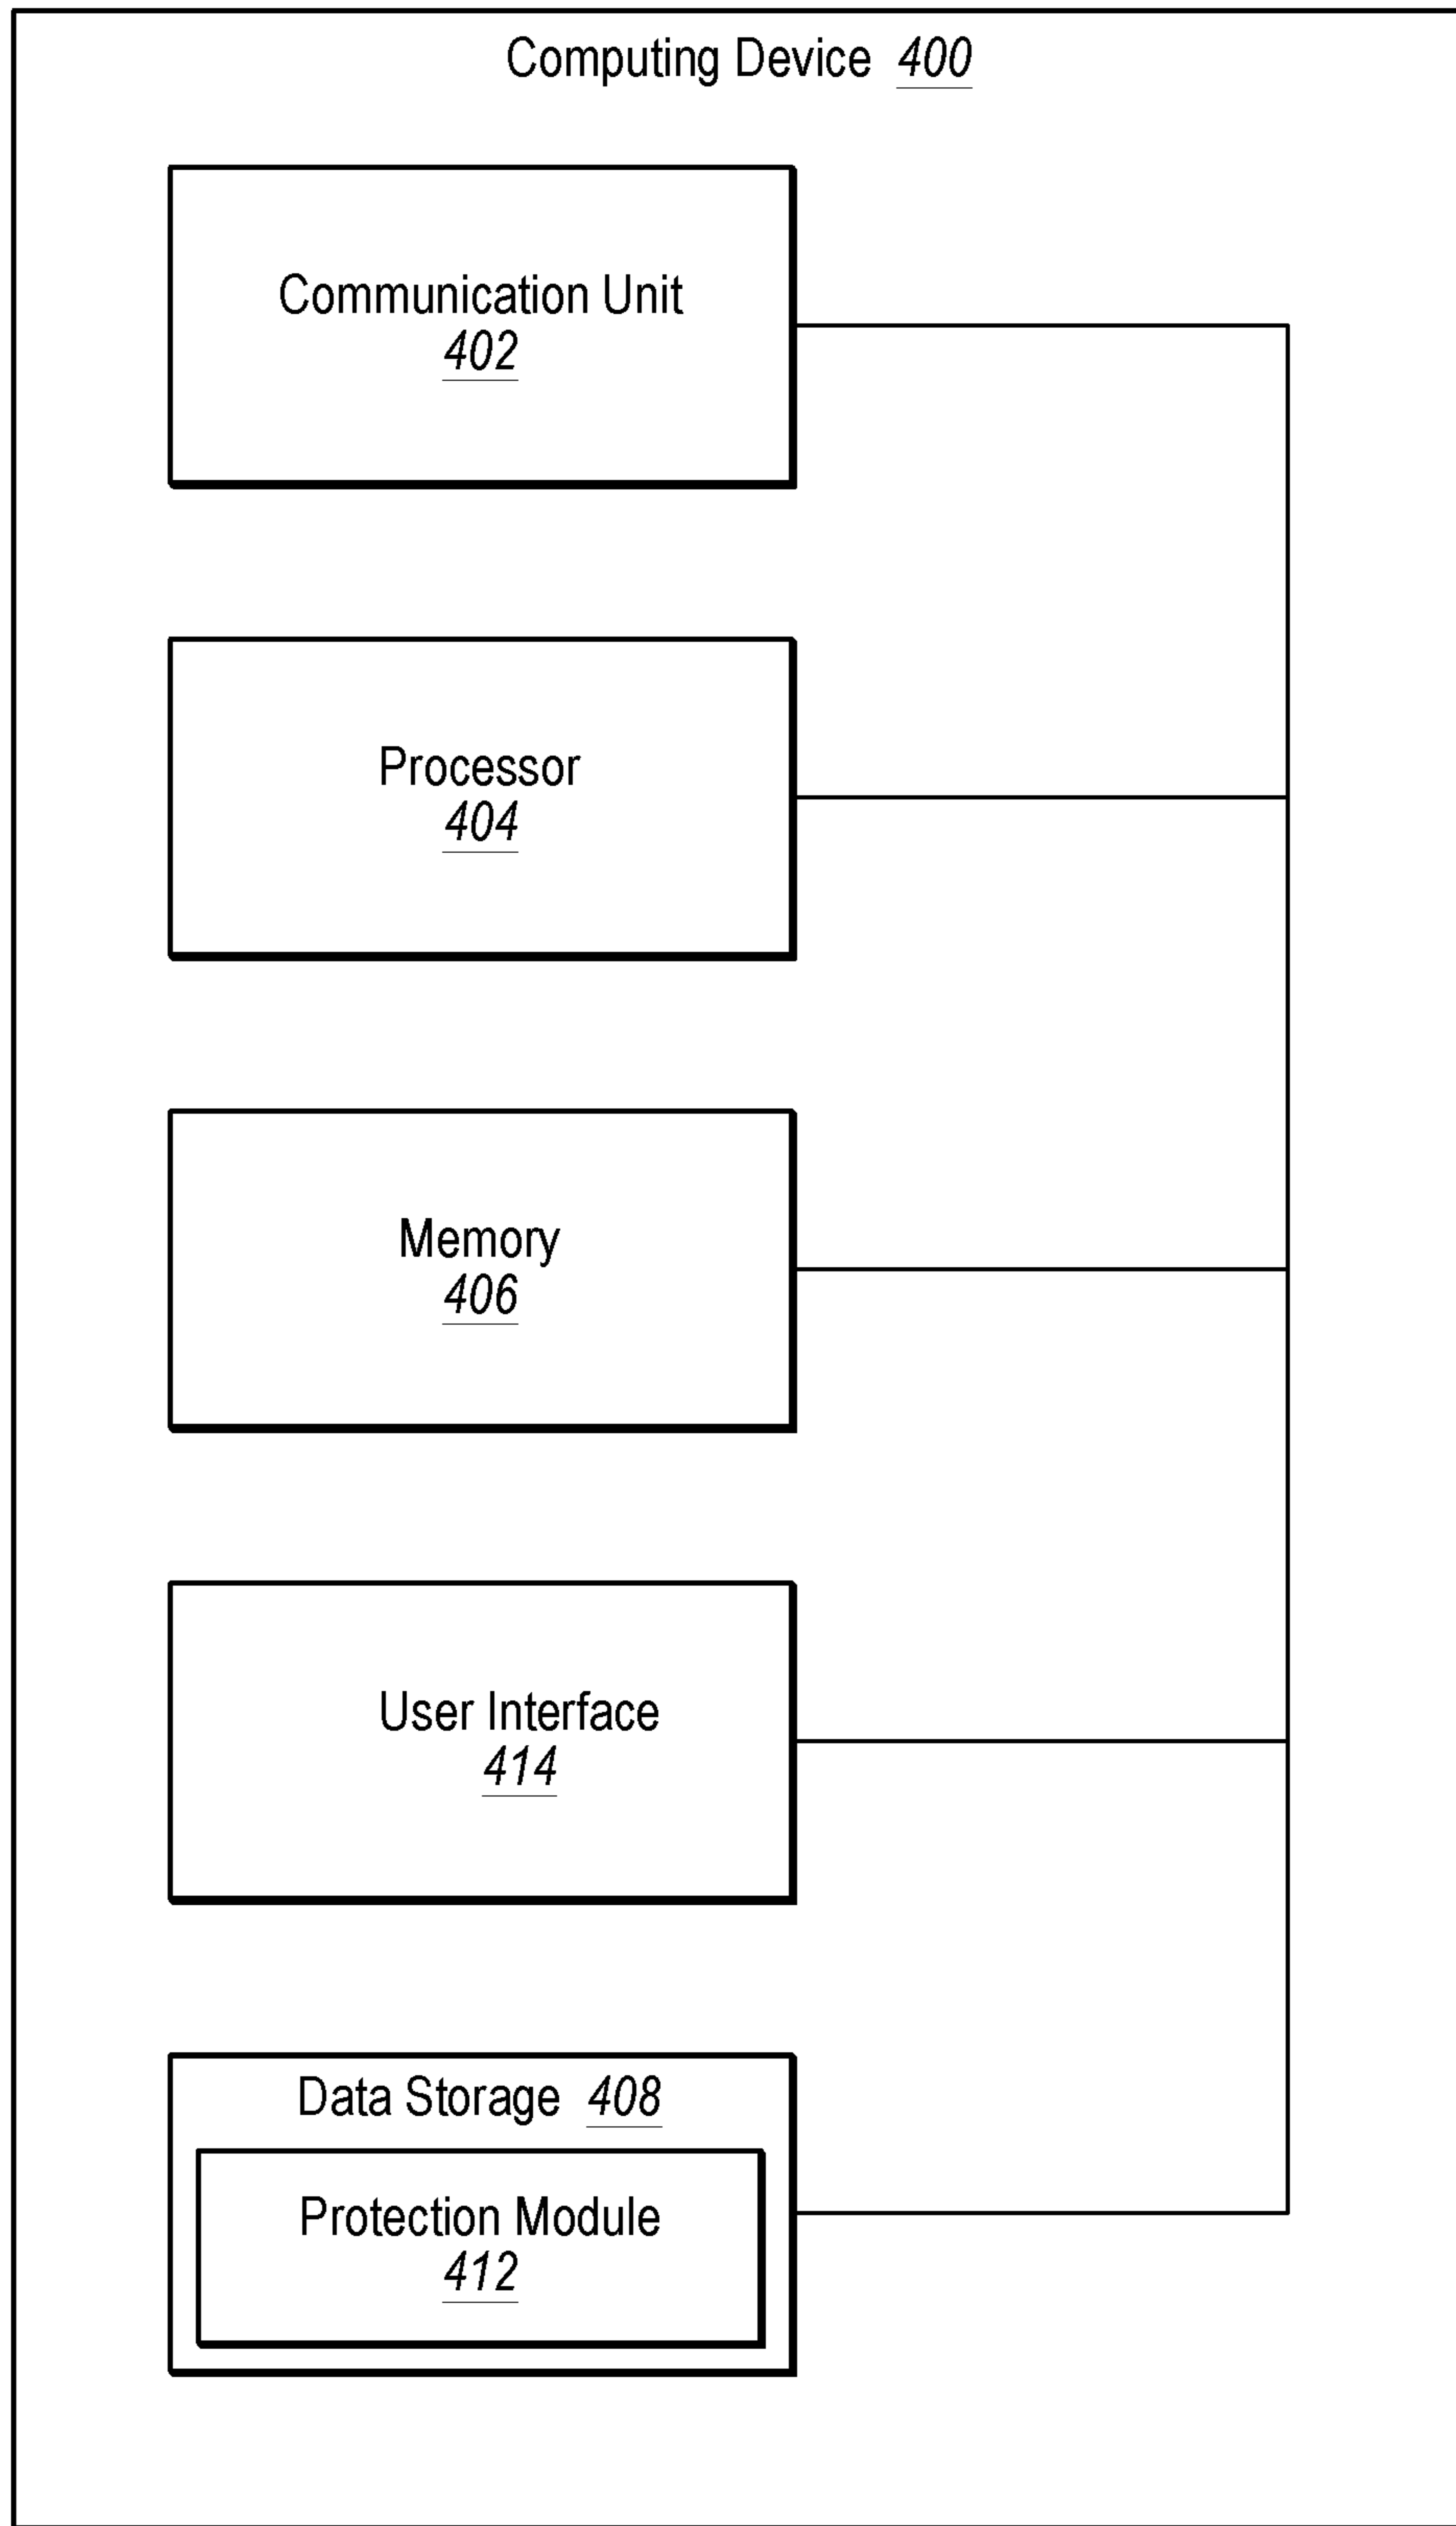 Computing Device 400
Communication Unit
402
Processor
404
Memory
406
User Interface
414
Data Storage 408
Protection Module
412